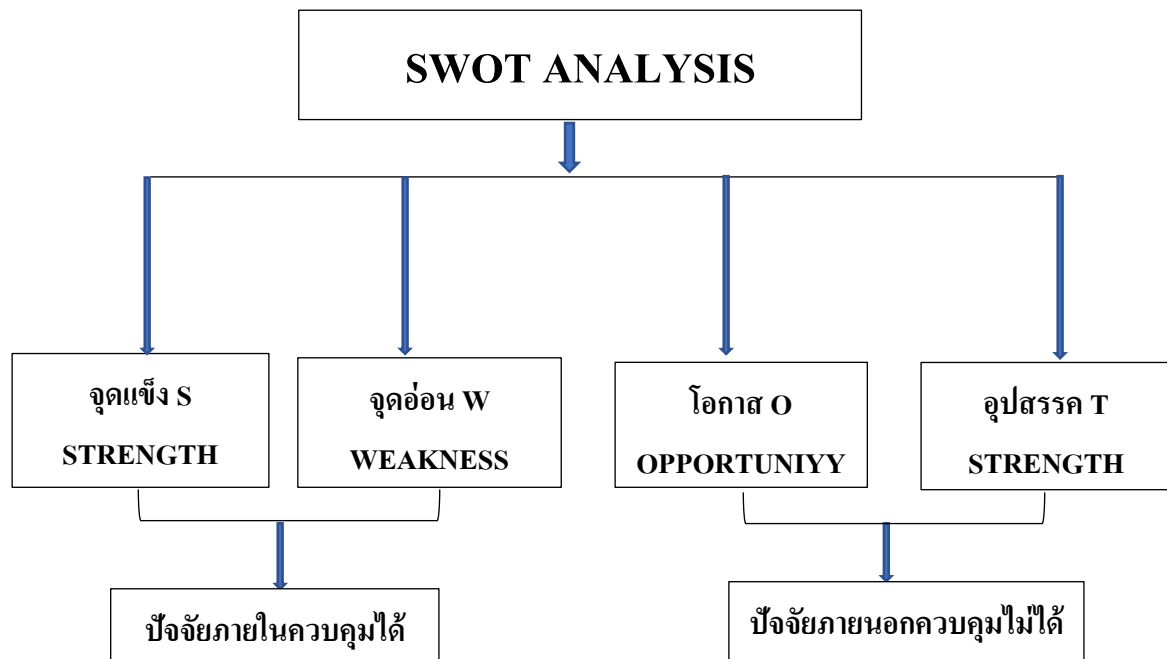 SWOT ANALYSIS
จุดแข็ง S
STRENGTH
จุดอ่อน W
WEAKNESS
โอกาส O
OPPORTUNIYY
อุปสรรค T
STRENGTH
ปัจจัยภายในควบคุมได้
ปัจจัยภายนอกควบคุมไม่ได้